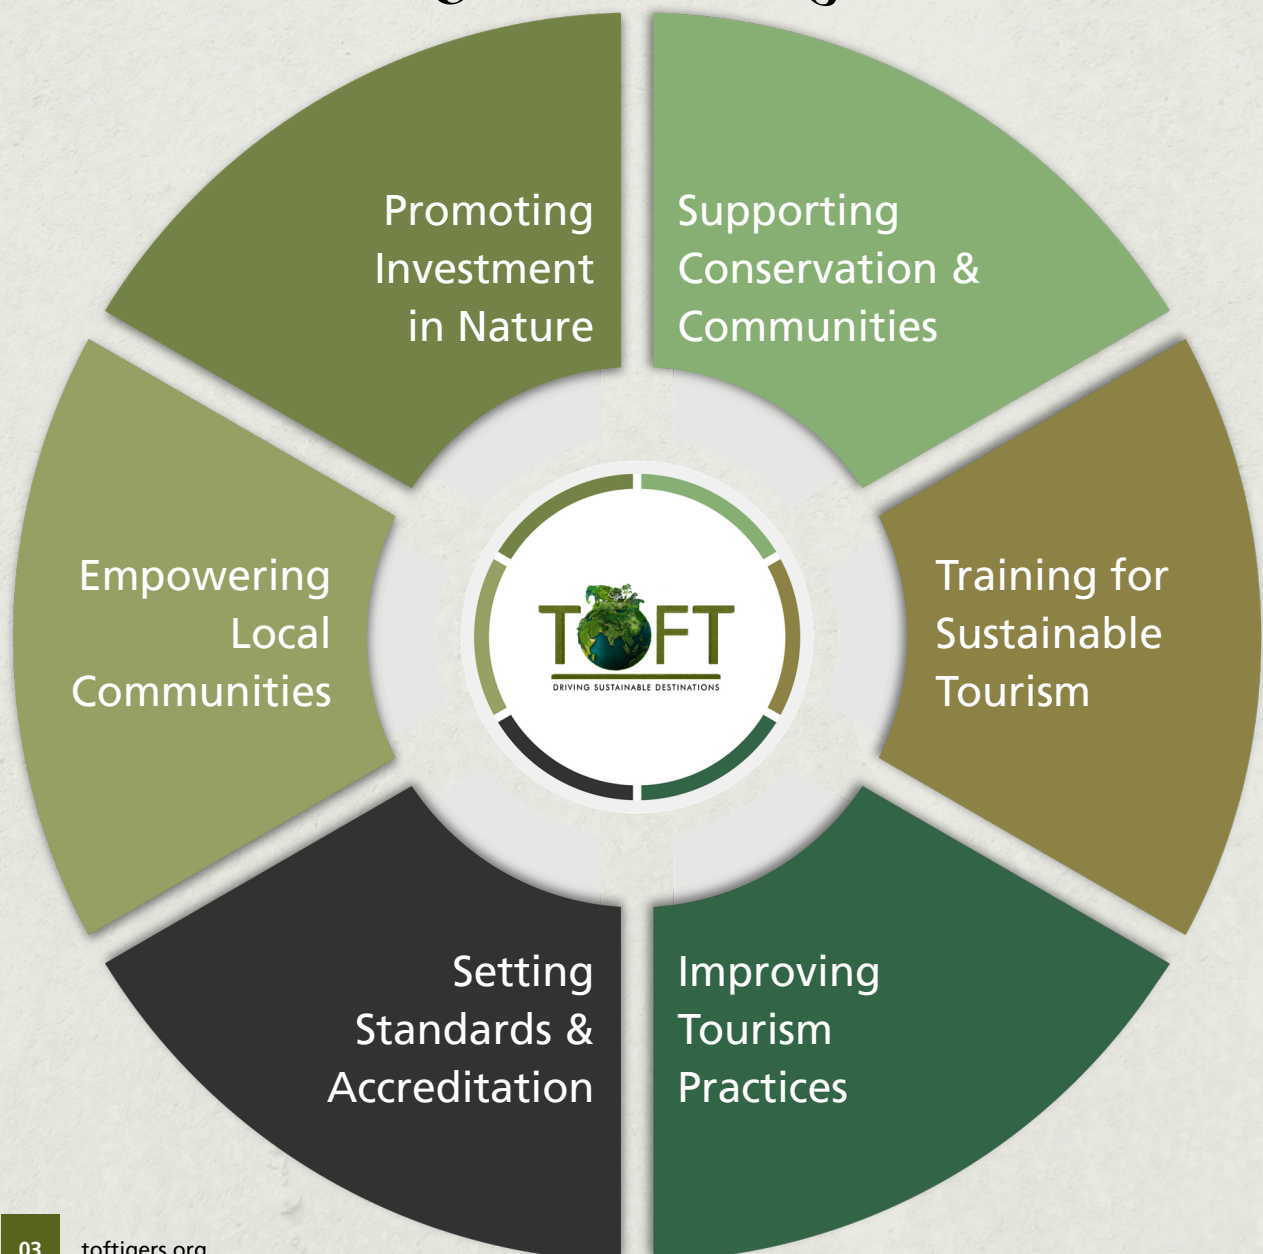 Promoting
Investment
in Nature
Supporting
Conservation &
Communities
Empowering
Local
Communities
TOFT
DRIVING SUSTAINABLE DESTINATIONS
Training for
Sustainable
Tourism
Setting
Standards &
Accreditation
Improving
Tourism
Practices
03 toftigers.org